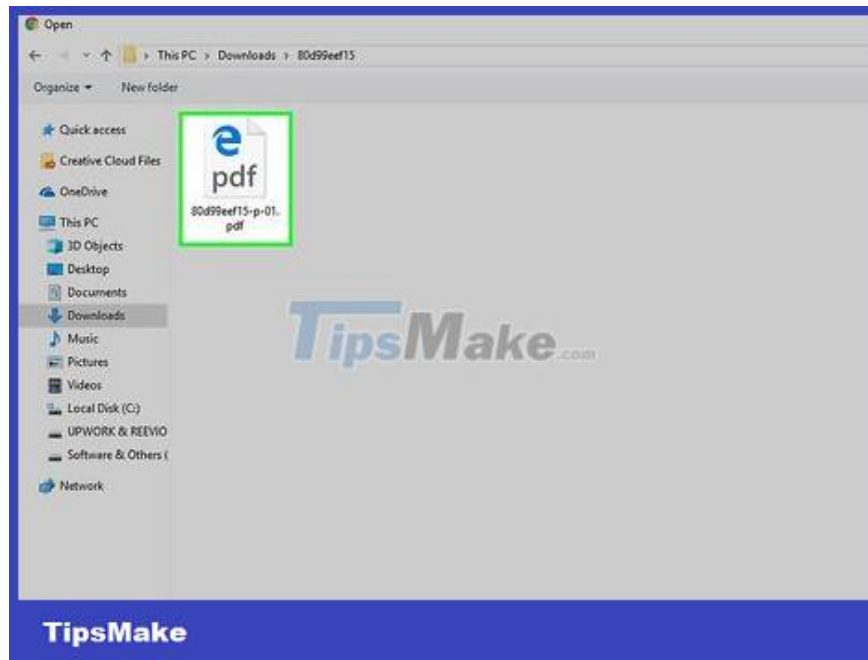 Open
This PC > Downloads > 80d99eef15
Organize
New folder
Quick access
Creative Cloud Files
OneDrive
This PC
3D Objects
Desktop
Documents
Downloads
Music
Pictures
Videos
Local Disk (C:)
UPWORK & REEVIO
Software & Others (
Network
pdf
80d99eef15-p-01.
pdf
TipsMake.com
TipsMake